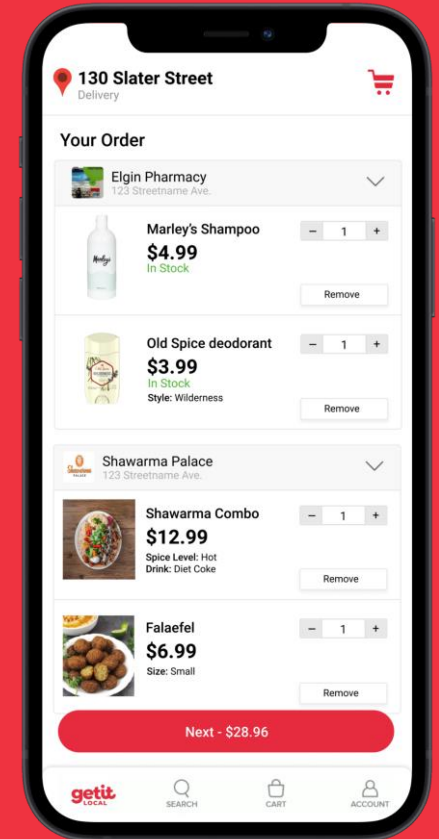 130 Slater Street
Delivery
Your Order
Elgin Pharmacy
123 Streetname Ave.
Marley's Shampoo
– 1 +
$4.99
In Stock
Remove
Marley's
Old Spice deodorant
– 1 +
$3.99
In Stock
Style: Wilderness
Remove
Shawarma Palace
123 Streetname Ave.
Shawarma
PALACE
Shawarma Combo
– 1 +
$12.99
Spice Level: Hot
Drink: Diet Coke
Remove
Falaefel
– 1 +
$6.99
Size: Small
Remove
Next - $28.96
getit
LOCAL
SEARCH
CART
ACCOUNT